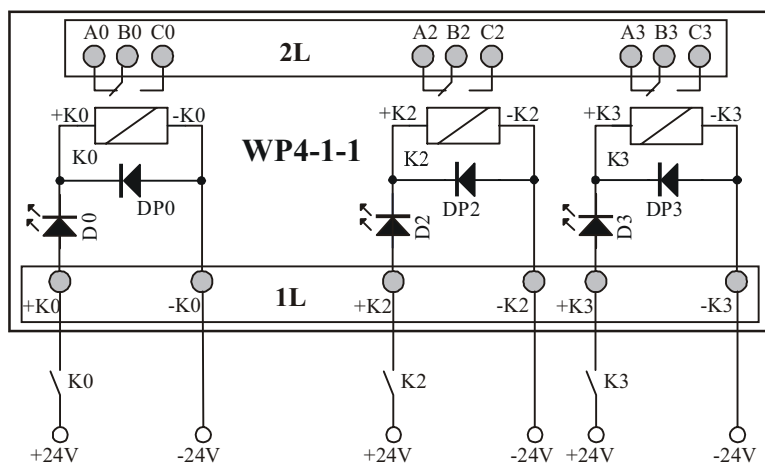 A0 B0 C0 A2 B2 C2 A3 B3 C3
2L
+K0 -K0 +K2 -K2 +K3 -K3
K0 WP4-1-1 K2 K3
DP0 DP2 DP3
D0 D2 D3
+K0 -K0 1L +K2 -K2 +K3 -K3
K0 K2 K3
+24V -24V +24V -24V +24V -24V